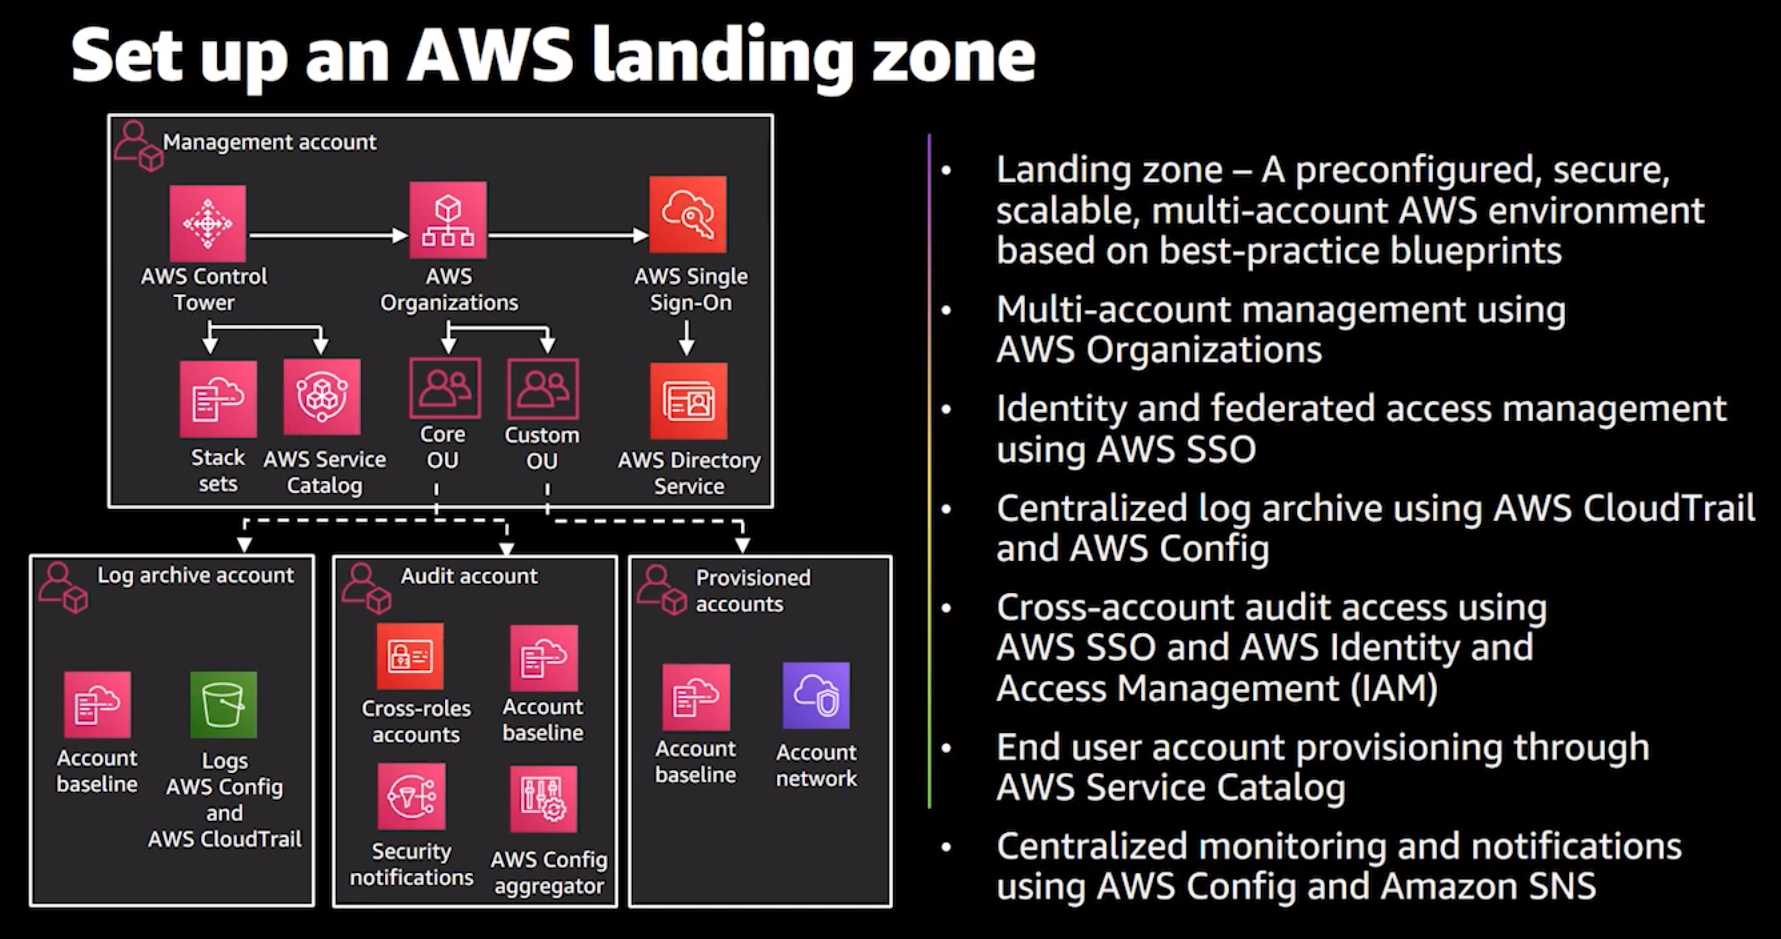 Set up an AWS landing zone
Management account
AWS Control
Tower
AWS
Organizations
AWS Single
Sign-On
Stack
sets
AWS Service
Catalog
Core
OU
Custom
OU
AWS Directory
Service
Log archive account
Account
baseline
Logs
AWS Config
and
AWS CloudTrail
Audit account
Cross-roles
accounts
Account
baseline
Security
notifications
AWS Config
aggregator
Provisioned
accounts
Account
baseline
Account
network
• Landing zone – A preconfigured, secure,
scalable, multi-account AWS environment
based on best-practice blueprints
• Multi-account management using
AWS Organizations
• Identity and federated access management
using AWS SSO
• Centralized log archive using AWS CloudTrail
and AWS Config
• Cross-account audit access using
AWS SSO and AWS Identity and
Access Management (IAM)
• End user account provisioning through
AWS Service Catalog
• Centralized monitoring and notifications
using AWS Config and Amazon SNS